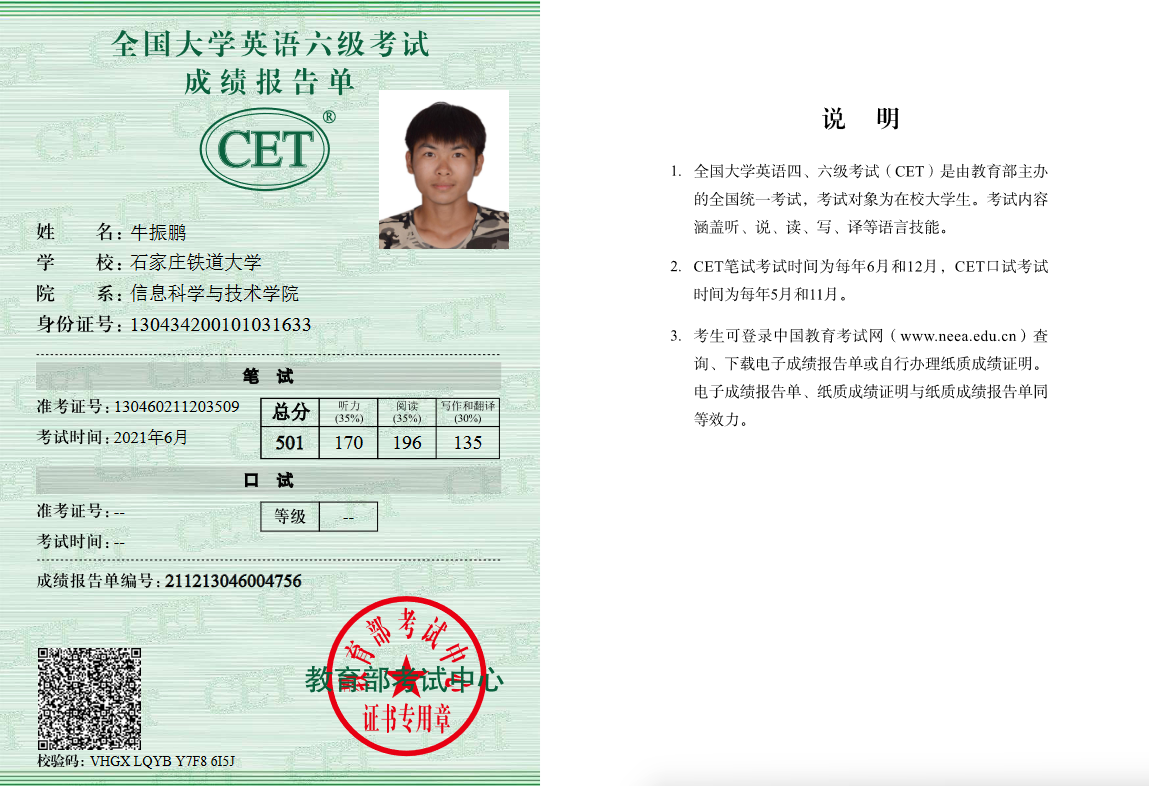 全国大学英语六级考试
成绩报告单
CET®
姓 名：牛振鹏
学 校：石家庄铁道大学
院 系：信息科学与技术学院
身份证号：130434200101031633
笔 试
准考证号：130460211203509
考试时间：2021年6月
总分 听力(35%) 阅读(35%) 写作和翻译(30%)
501 170 196 135
口 试
准考证号：--
考试时间：--
等级 --
成绩报告单编号：211213046004756
教育部考试中心
教育部考试中心
证书专用章
校验码：VHGX LQYB Y7F8 6I5J
说 明
1. 全国大学英语四、六级考试（CET）是由教育部主办
的全国统一考试，考试对象为在校大学生。考试内容
涵盖听、说、读、写、译等语言技能。
2. CET笔试考试时间为每年6月和12月，CET口试考试
时间为每年5月和11月。
3. 考生可登录中国教育考试网（www.neea.edu.cn）查
询、下载电子成绩报告单或自行办理纸质成绩证明。
电子成绩报告单、纸质成绩证明与纸质成绩报告单同
等效力。